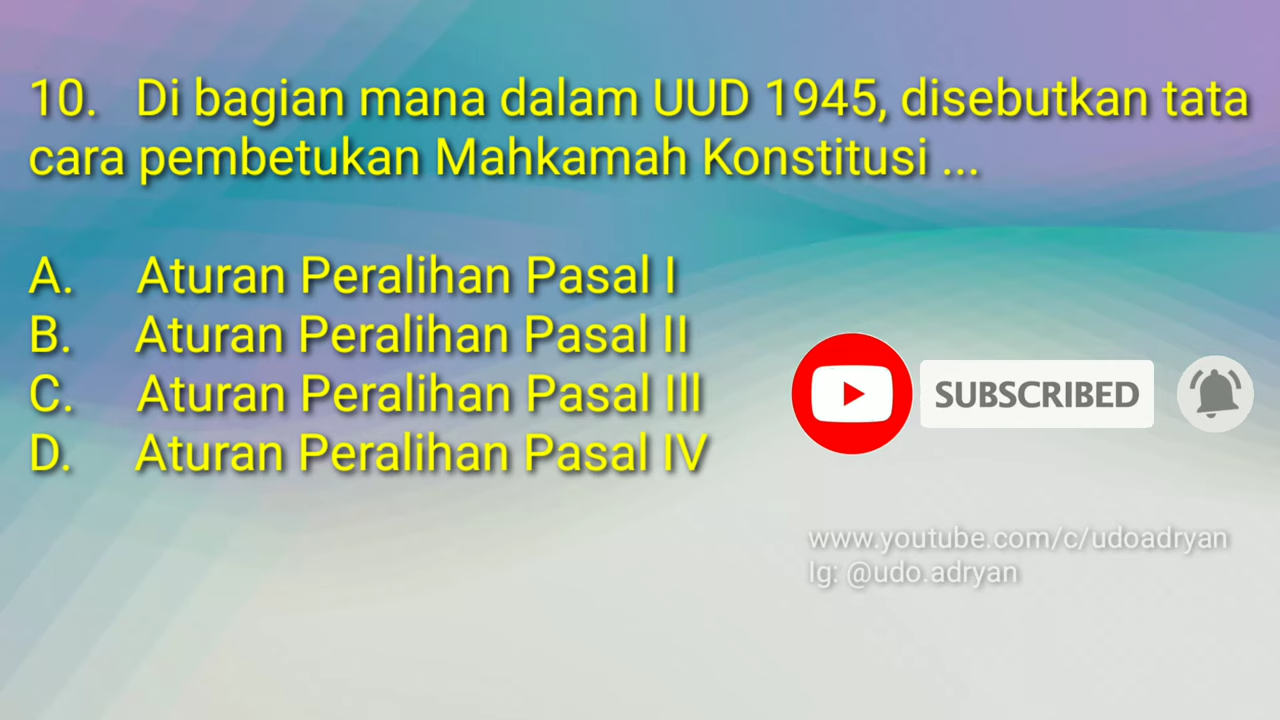 10. Di bagian mana dalam UUD 1945, disebutkan tata
cara pembetukan Mahkamah Konstitusi ...
A. Aturan Peralihan Pasal I
B. Aturan Peralihan Pasal II
C. Aturan Peralihan Pasal Ill
D. Aturan Peralihan Pasal IV
SUBSCRIBED
www.youtube.com/c/udoadryan
Ig: @udo.adryan